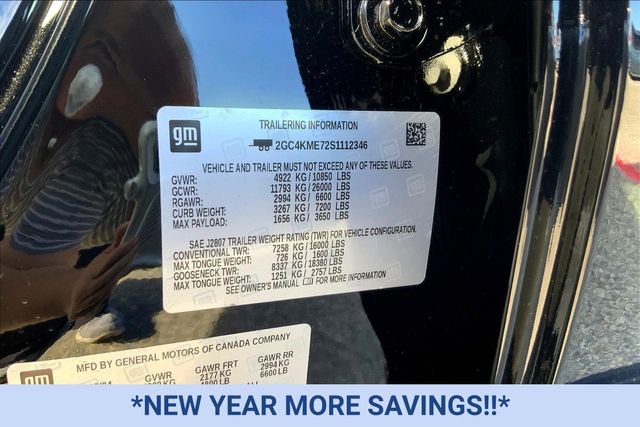 gm
TRAILERING INFORMATION
2GC4KME72S1112346
VEHICLE AND TRAILER MUST NOT EXCEED ANY OF THESE VALUES.
GVWR: 4922 KG/10850 LBS
GCWR: 11793 KG/26000 LBS
RGAWR: 2994 KG/ 6600 LBS
CURB WEIGHT: 3267 KG/ 7200 LBS
MAX PAYLOAD: 1656 KG/ 3650 LBS
SAE J2807 TRAILER WEIGHT RATING (TWR) FOR VEHICLE CONFIGURATION.
CONVENTIONAL TWR: 7258 KG/16000 LBS
MAX TONGUE WEIGHT: 726 KG/ 1600 LBS
GOOSENECK TWR: 8337 KG/18380 LBS
MAX TONGUE WEIGHT: 1251 KG/ 2757 LBS
SEE OWNER'S MANUAL FOR MORE INFORMATION
MFD BY GENERAL MOTORS OF CANADA COMPANY
gm GVWR GAWR FRT GAWR RR
2177 KG 2994 KG
4800 LB 6600 LB
*NEW YEAR MORE SAVINGS!!*